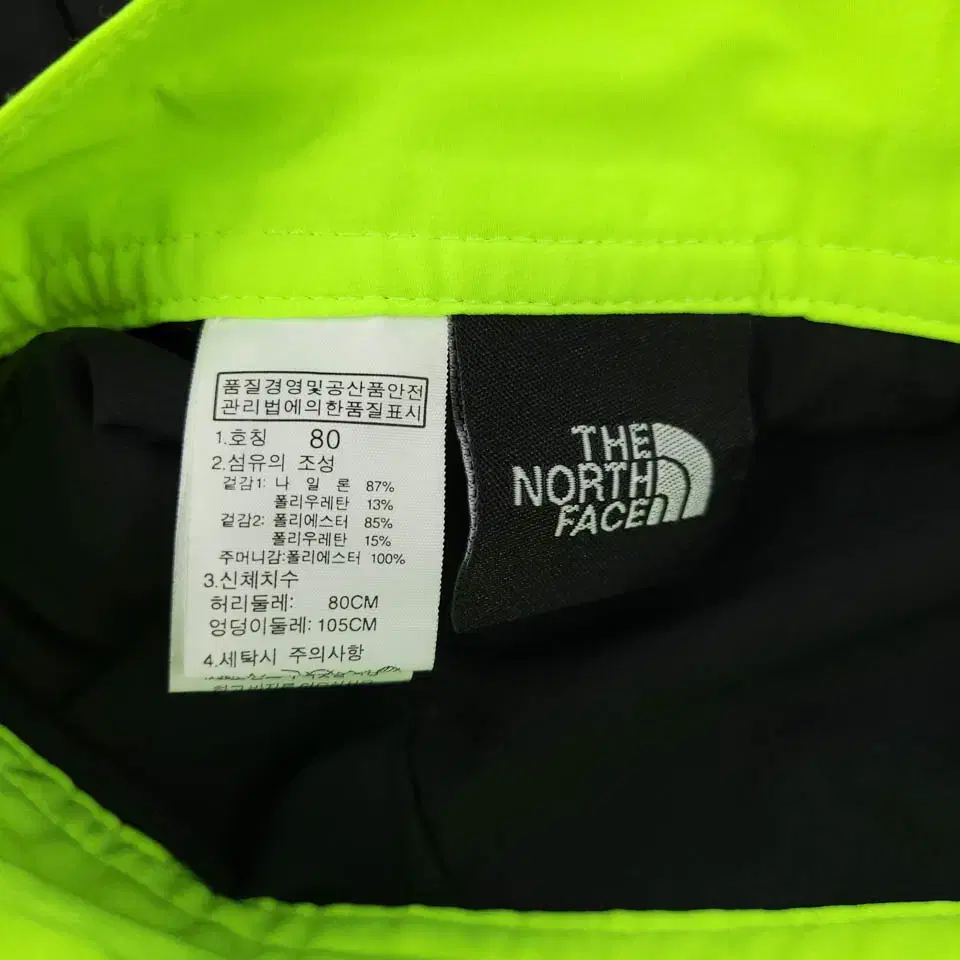 품질경영및공산품안전
관리법에의한품질표시
1.호칭 80
2.섬유의 조성
겉감1: 나 일 론 87%
폴리우레탄 13%
겉감2: 폴리에스터 85%
폴리우레탄 15%
주머니감:폴리에스터 100%
3.신체치수
허리둘레: 80CM
엉덩이둘레: 105CM
4.세탁시 주의사항
THE
NORTH
FACE